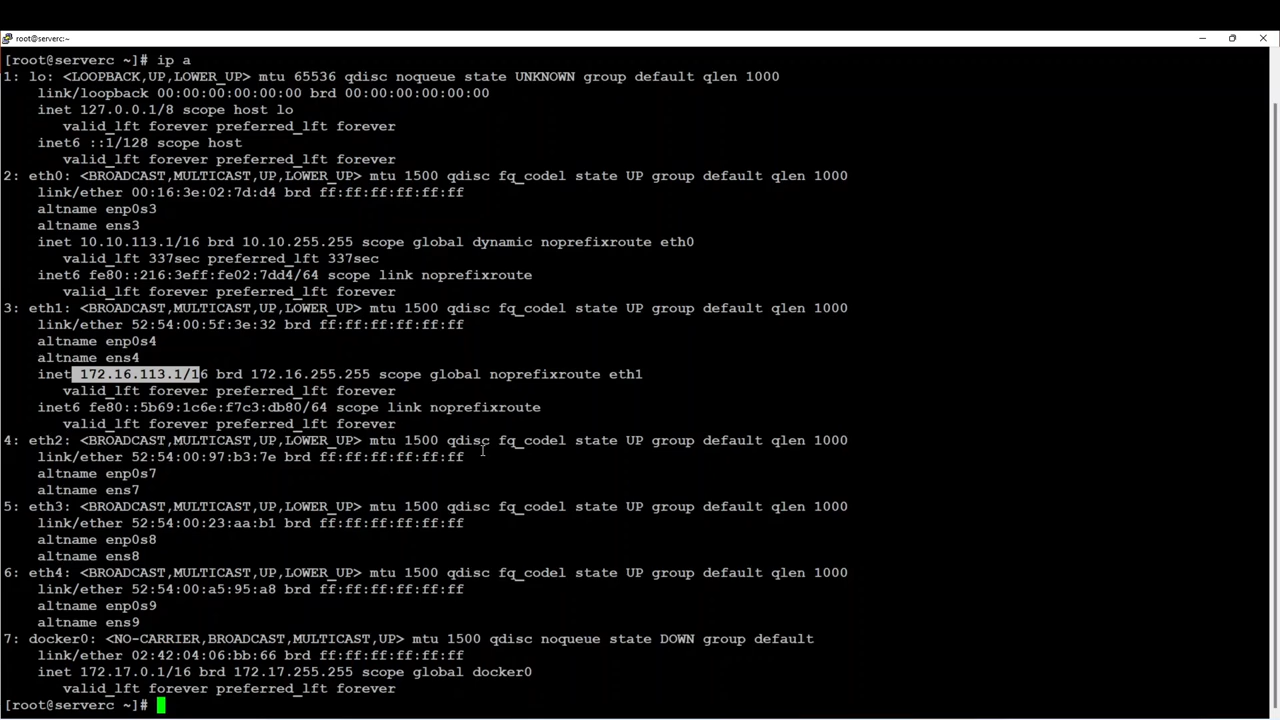 root@serverc:~
[root@serverc ~]# ip a
1: lo: <LOOPBACK,UP,LOWER_UP> mtu 65536 qdisc noqueue state UNKNOWN group default qlen 1000
    link/loopback 00:00:00:00:00:00 brd 00:00:00:00:00:00
    inet 127.0.0.1/8 scope host lo
       valid_lft forever preferred_lft forever
    inet6 ::1/128 scope host
       valid_lft forever preferred_lft forever
2: eth0: <BROADCAST,MULTICAST,UP,LOWER_UP> mtu 1500 qdisc fq_codel state UP group default qlen 1000
    link/ether 00:16:3e:02:7d:d4 brd ff:ff:ff:ff:ff:ff
    altname enp0s3
    altname ens3
    inet 10.10.113.1/16 brd 10.10.255.255 scope global dynamic noprefixroute eth0
       valid_lft 337sec preferred_lft 337sec
    inet6 fe80::216:3eff:fe02:7dd4/64 scope link noprefixroute
       valid_lft forever preferred_lft forever
3: eth1: <BROADCAST,MULTICAST,UP,LOWER_UP> mtu 1500 qdisc fq_codel state UP group default qlen 1000
    link/ether 52:54:00:5f:3e:32 brd ff:ff:ff:ff:ff:ff
    altname enp0s4
    altname ens4
    inet 172.16.113.1/16 brd 172.16.255.255 scope global noprefixroute eth1
       valid_lft forever preferred_lft forever
    inet6 fe80::5b69:1c6e:f7c3:db80/64 scope link noprefixroute
       valid_lft forever preferred_lft forever
4: eth2: <BROADCAST,MULTICAST,UP,LOWER_UP> mtu 1500 qdisc fq_codel state UP group default qlen 1000
    link/ether 52:54:00:97:b3:7e brd ff:ff:ff:ff:ff:ff
    altname enp0s7
    altname ens7
5: eth3: <BROADCAST,MULTICAST,UP,LOWER_UP> mtu 1500 qdisc fq_codel state UP group default qlen 1000
    link/ether 52:54:00:23:aa:b1 brd ff:ff:ff:ff:ff:ff
    altname enp0s8
    altname ens8
6: eth4: <BROADCAST,MULTICAST,UP,LOWER_UP> mtu 1500 qdisc fq_codel state UP group default qlen 1000
    link/ether 52:54:00:a5:95:a8 brd ff:ff:ff:ff:ff:ff
    altname enp0s9
    altname ens9
7: docker0: <NO-CARRIER,BROADCAST,MULTICAST,UP> mtu 1500 qdisc noqueue state DOWN group default
    link/ether 02:42:04:06:bb:66 brd ff:ff:ff:ff:ff:ff
    inet 172.17.0.1/16 brd 172.17.255.255 scope global docker0
       valid_lft forever preferred_lft forever
[root@serverc ~]#